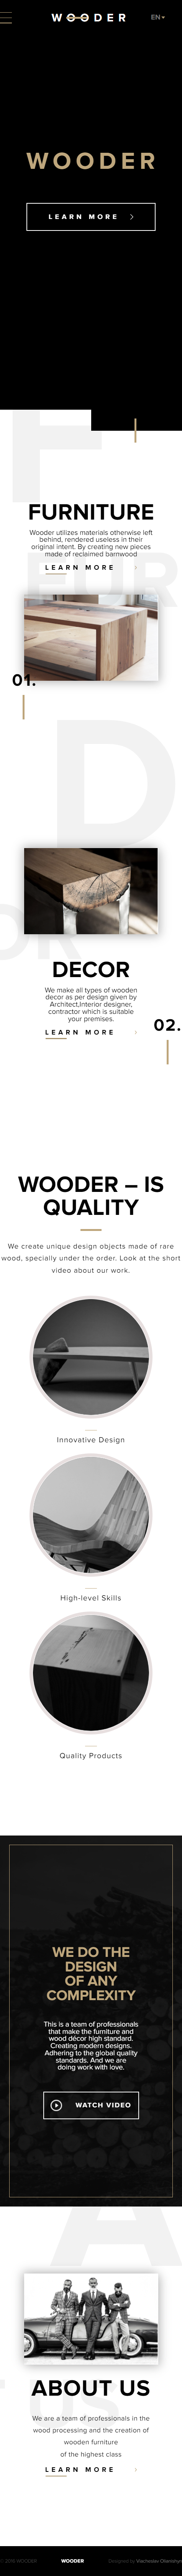 WOODER
EN
WOODER
LEARN MORE
FURNITURE
Wooder utilizes materials otherwise left
behind, rendered useless in their
original intent. By creating new pieces
made of reclaimed barnwood
LEARN MORE
01.
DECOR
We make all types of wooden
decor as per design given by
Architect,Interior designer,
contractor which is suitable
your premises.
LEARN MORE
02.
WOODER – IS
QUALITY
We create unique design objects made of rare
wood, specially under the order. Look at the short
video about our work.
Innovative Design
High-level Skills
Quality Products
WE DO THE
DESIGN
OF ANY
COMPLEXITY
This is a team of professionals
that make the furniture and
wood décor high standard.
Creating modern designs.
Adhering to the global quality
standards. And we are
doing work with love.
WATCH VIDEO
ABOUT US
We are a team of professionals in the
wood processing and the creation of
wooden furniture
of the highest class
LEARN MORE
WOODER
Designed by Viacheslav